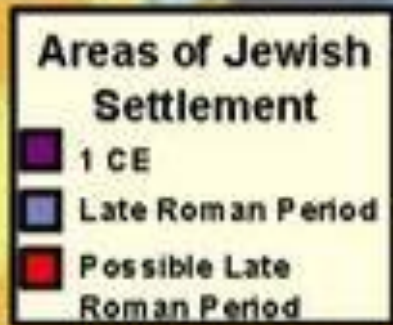 Areas of Jewish
Settlement
1 CE
Late Roman Period
Possible Late
Roman Period